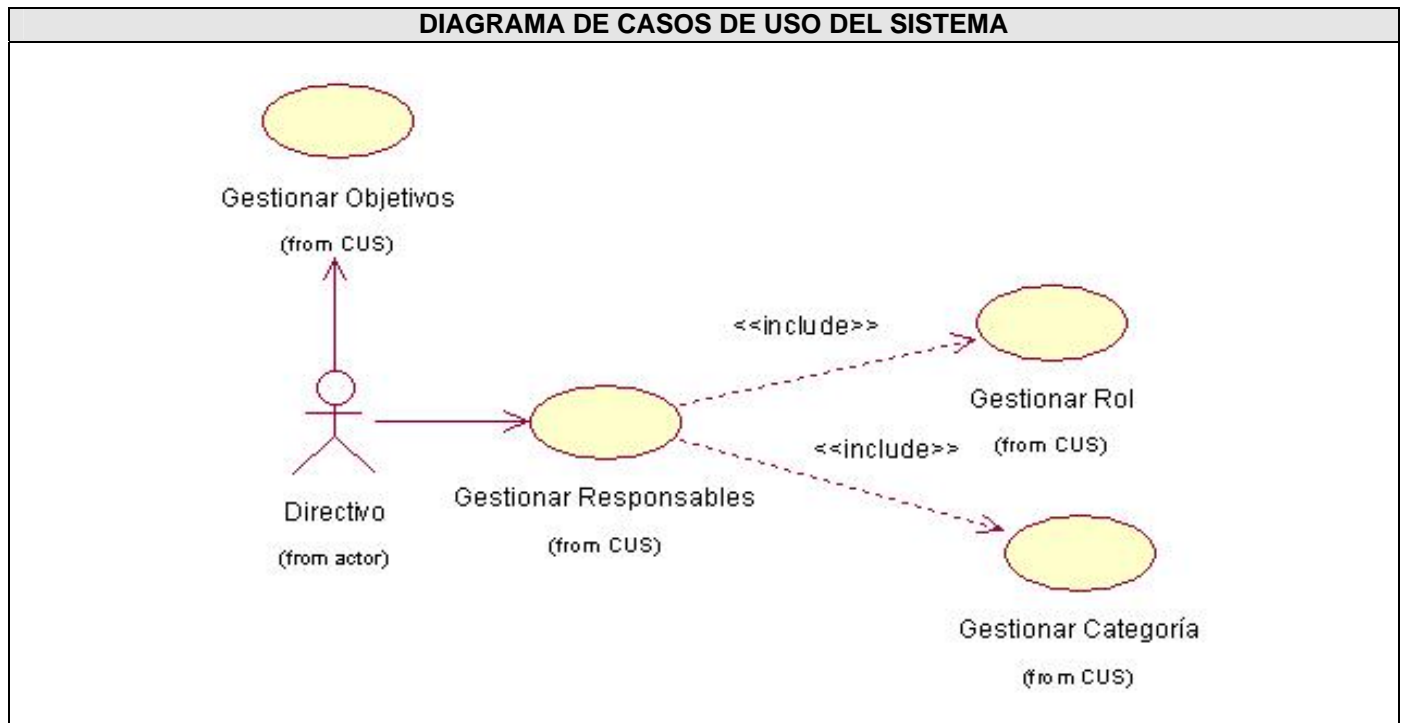 DIAGRAMA DE CASOS DE USO DEL SISTEMA
Gestionar Objetivos
(from CUS)
<<include>>
Gestionar Rol
(from CUS)
<<include>>
Gestionar Responsables
(from CUS)
Directivo
(from actor)
Gestionar Categoría
(from CUS)